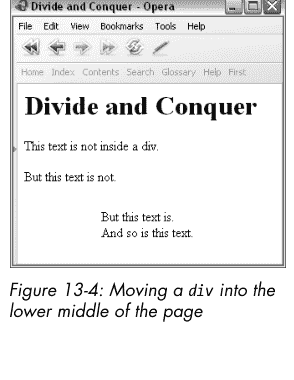 Divide and Conquer - Opera
File Edit View Bookmarks Tools Help
Home Index Contents Search Glossary Help First
Divide and Conquer
This text is not inside a div.
But this text is not.
But this text is.
And so is this text.
Figure 13-4: Moving a div into the
lower middle of the page